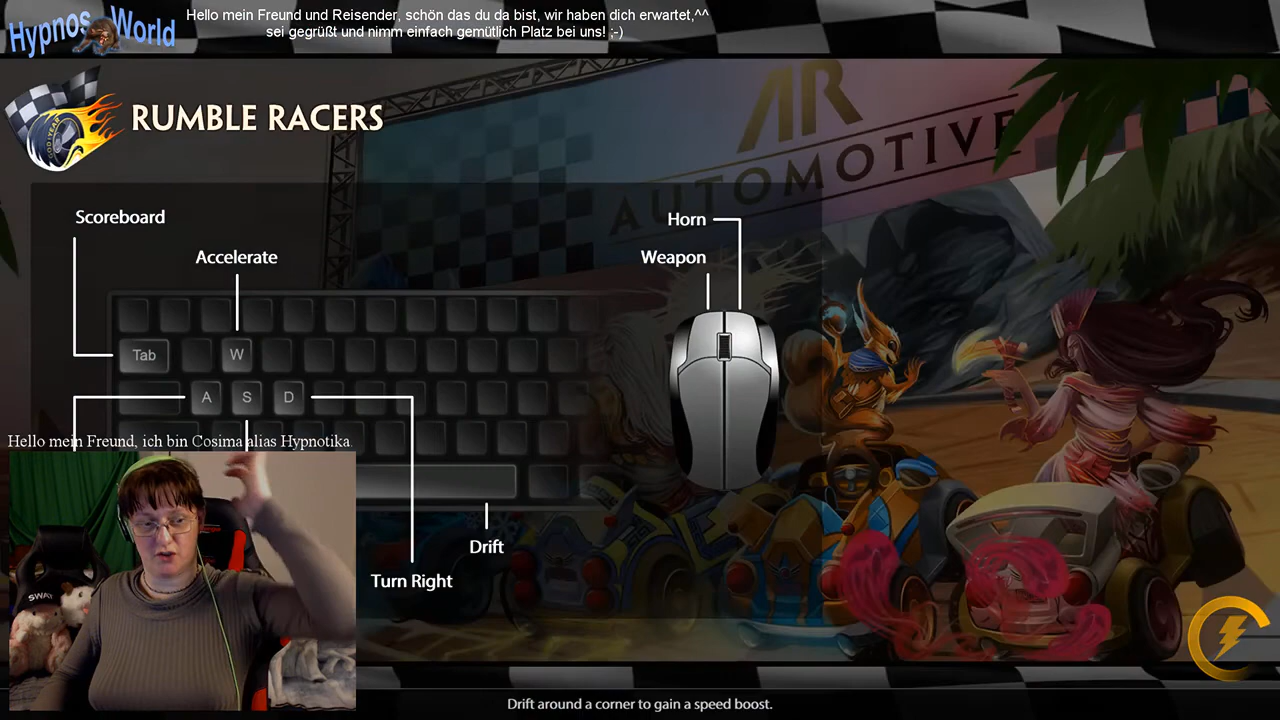 Hypnos World
Hello mein Freund und Reisender, schön das du da bist, wir haben dich erwartet,^^
sei gegrüßt und nimm einfach gemütlich Platz bei uns! ;-)
RUMBLE RACERS
GOODYEAR
AR
AUTOMOTIVE
Scoreboard
Accelerate
Horn
Weapon
Tab
W
A
S
D
Hello mein Freund, ich bin Cosima alias Hypnotika.
SWAY
Drift
Turn Right
Drift around a corner to gain a speed boost.